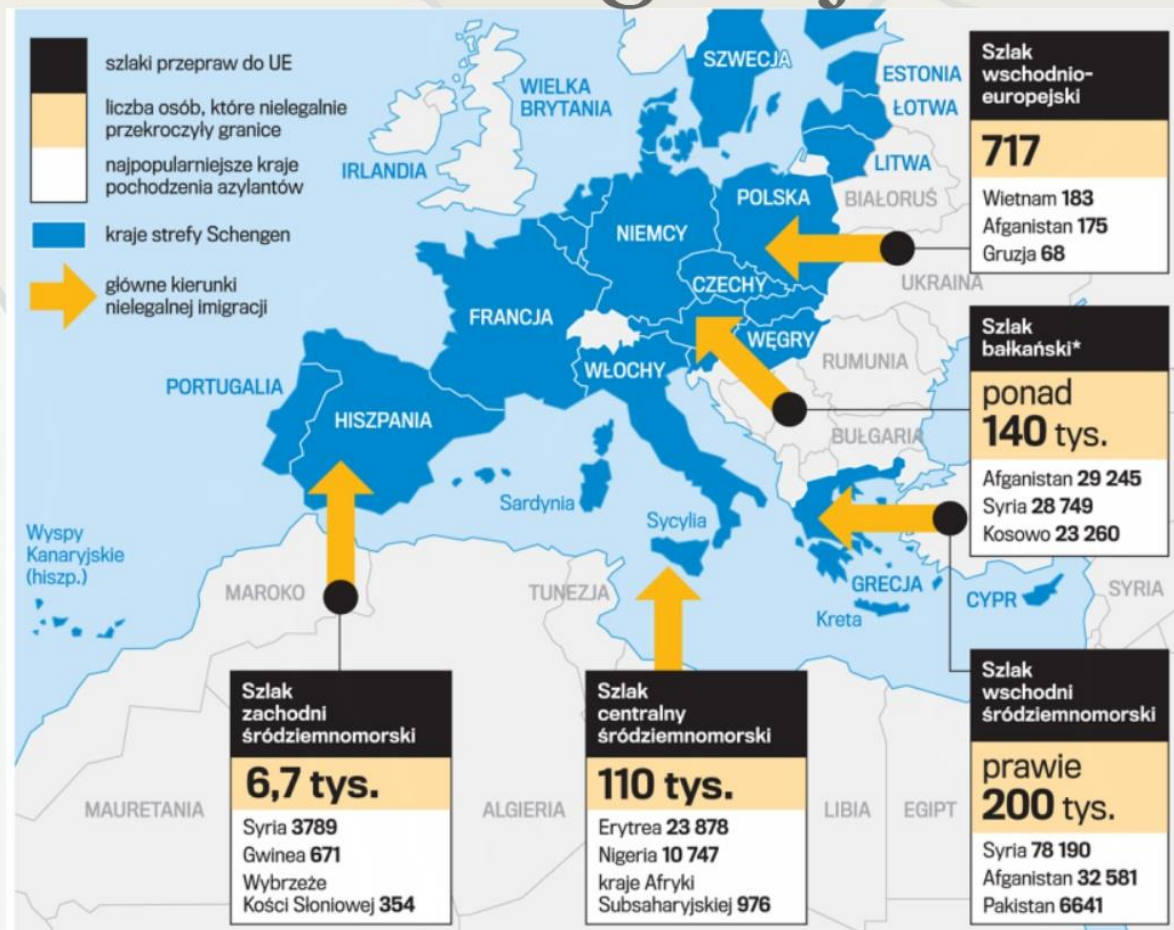 szlaki przepraw do UE
liczba osób, które nielegalnie
przekroczyły granice
najpopularniejsze kraje
pochodzenia azylantów
kraje strefy Schengen
główne kierunki
nielegalnej imigracji
SZWECJA
ESTONIA
ŁOTWA
LITWA
WIELKA
BRYTANIA
IRLANDIA
POLSKA
BIAŁORUŚ
NIEMCY
CZECHY
UKRAINA
FRANCJA
WĘGRY
WŁOCHY
RUMUNIA
PORTUGALIA
HISZPANIA
BUŁGARIA
Sardynia
Sycylia
Wyspy
Kanaryjskie
(hiszp.)
MAROKO
TUNEZJA
GRECJA
Kreta
CYPR
SYRIA
MAURETANIA
ALGIERIA
LIBIA
EGIPT
Szlak
wschodnio-
europejski
717
Wietnam 183
Afganistan 175
Gruzja 68
Szlak
bałkański*
ponad
140 tys.
Afganistan 29 245
Syria 28 749
Kosowo 23 260
Szlak
zachodni
śródziemnomorski
6,7 tys.
Syria 3789
Gwinea 671
Wybrzeże
Kości Słoniowej 354
Szlak
centralny
śródziemnomorski
110 tys.
Erytrea 23 878
Nigeria 10 747
kraje Afryki
Subsaharyjskiej 976
Szlak
wschodni
śródziemnomorski
prawie
200 tys.
Syria 78 190
Afganistan 32 581
Pakistan 6641